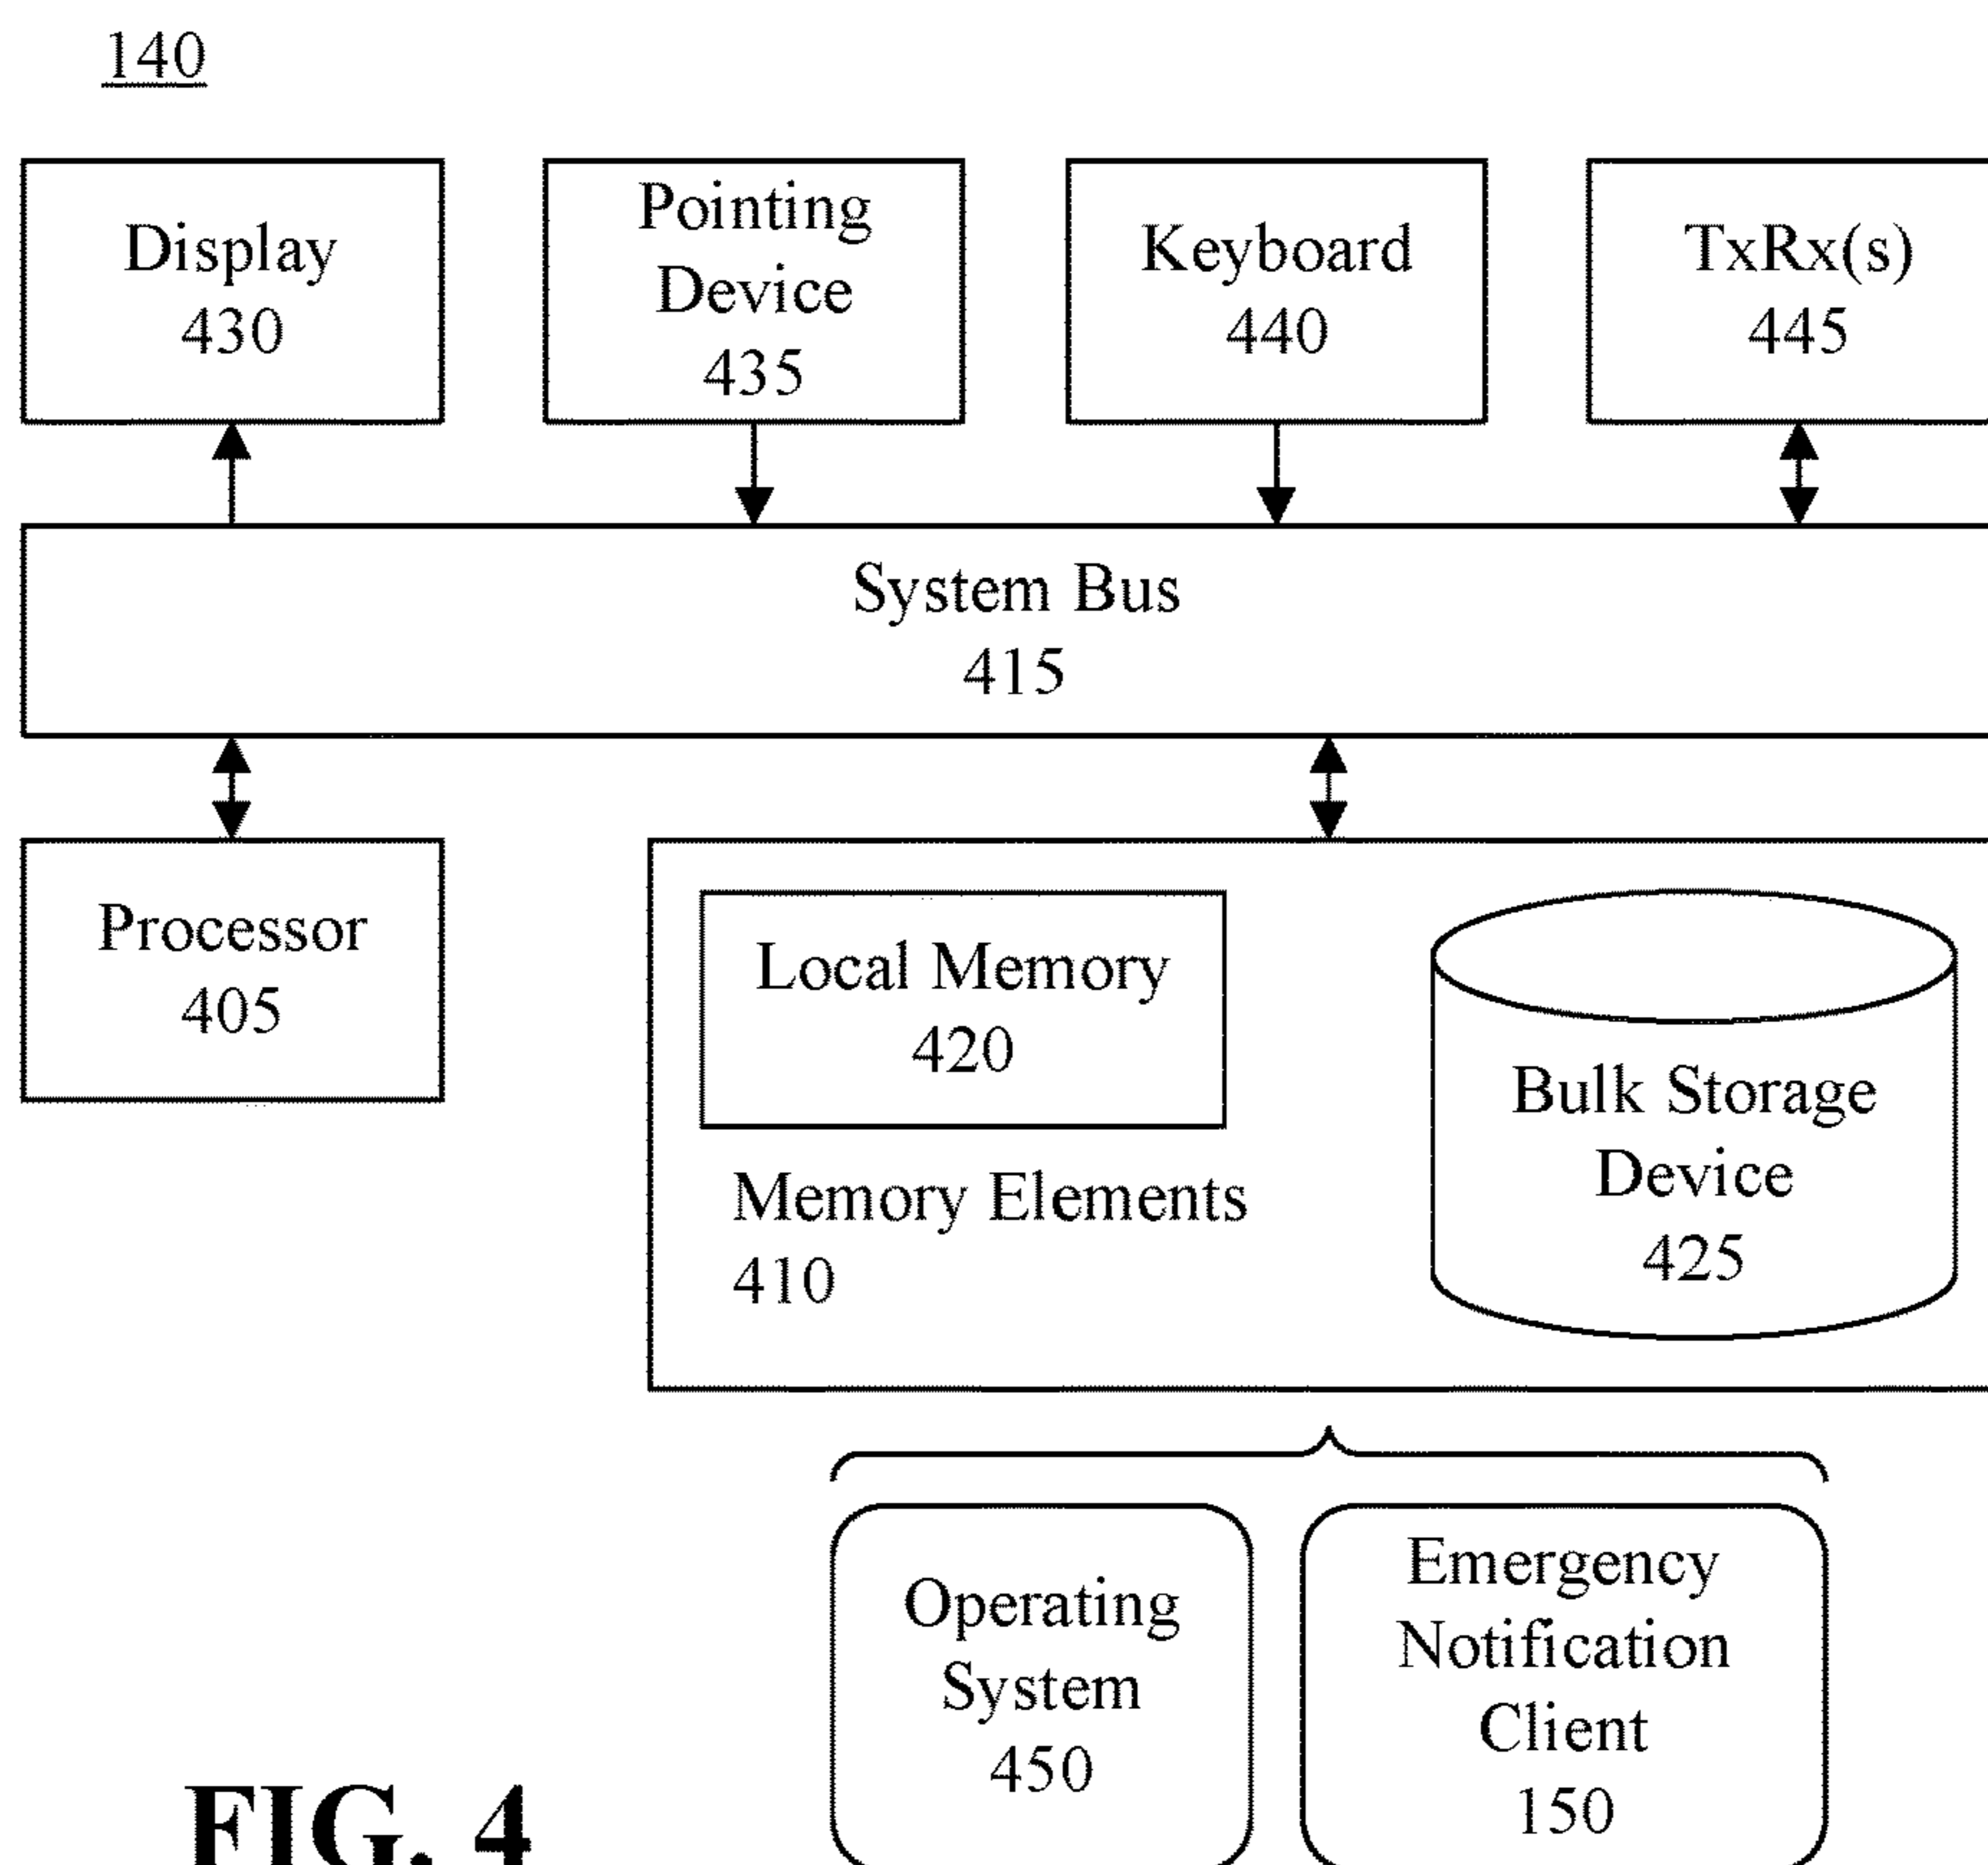 140
Display
430
Pointing
Device
435
Keyboard
440
TxRx(s)
445
System Bus
415
Processor
405
Local Memory
420
Memory Elements
410
Bulk Storage
Device
425
Operating
System
450
Emergency
Notification
Client
150
FIG. 4